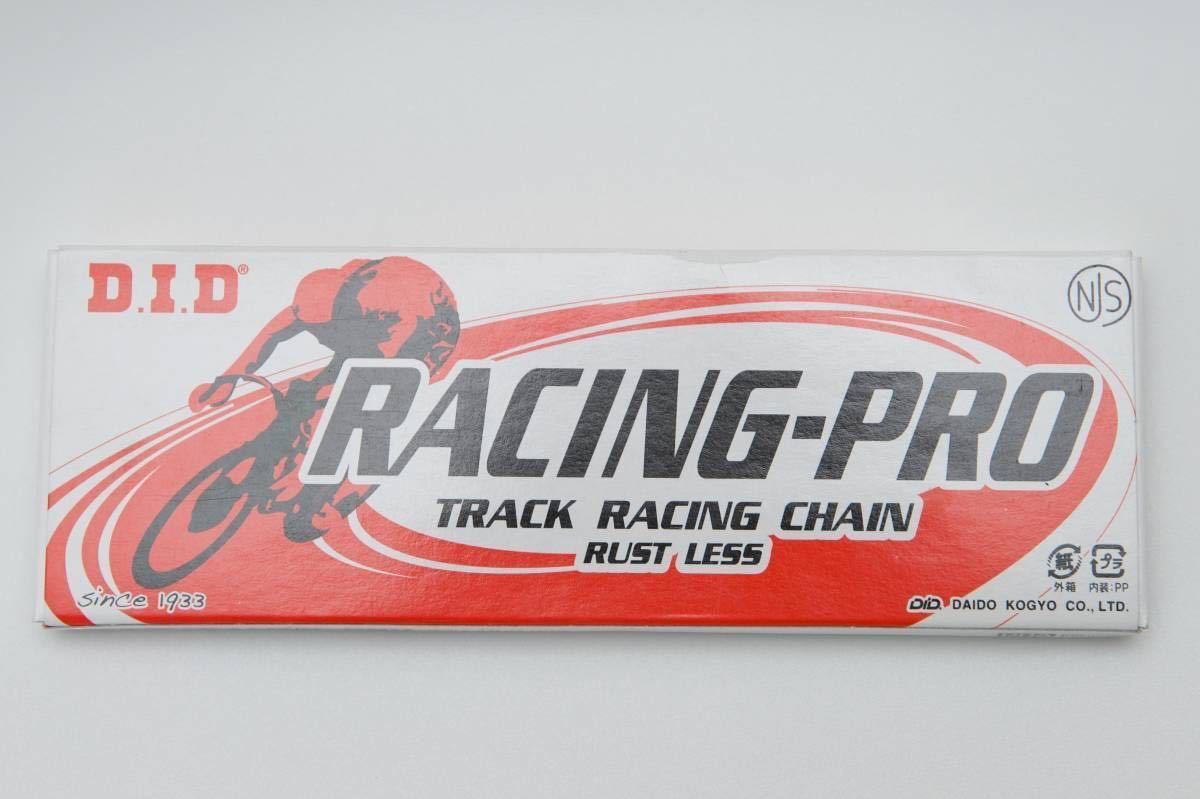 D.I.D®
NJS
RACING-PRO
TRACK RACING CHAIN
RUST LESS
since 1933
紙 プラ
外箱 内装:PP
DID DAIDO KOGYO CO., LTD.